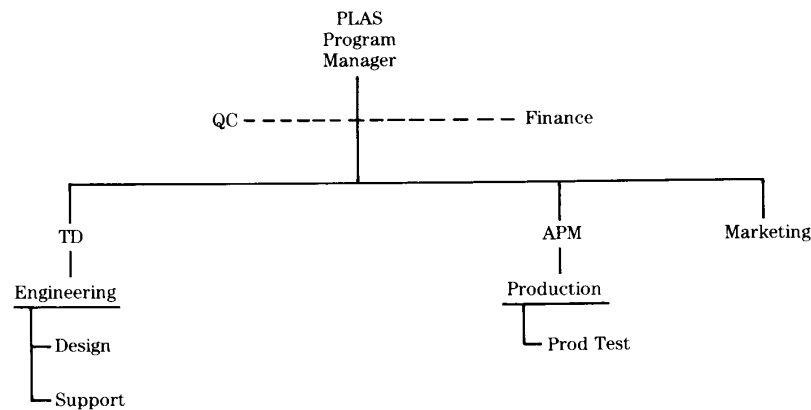 PLAS
Program
Manager
QC
Finance
TD
APM
Marketing
Engineering
Production
Design
Prod Test
Support